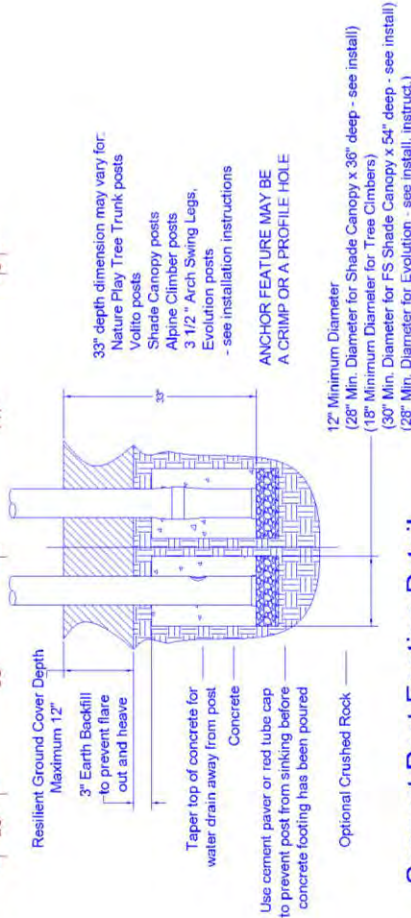 Resilient Ground Cover Depth
Maximum 12"
3" Earth Backfill
to prevent flare
out and heave
Taper top of concrete for
water drain away from post
Concrete
Use cement paver or red tube cap
to prevent post from sinking before
concrete footing has been poured
Optional Crushed Rock
33"
33" depth dimension may vary for:
Nature Play Tree Trunk posts
Volito posts
Shade Canopy posts
Alpine Climber posts
3 1/2 " Arch Swing Legs,
Evolution posts
- see installation instructions
ANCHOR FEATURE MAY BE
A CRIMP OR A PROFILE HOLE
12" Minimum Diameter
(28" Min. Diameter for Shade Canopy x 36" deep - see install)
(18" Minimum Diameter for Tree Climbers)
(30" Min. Diameter for FS Shade Canopy x 54" deep - see install)
(28" Min. Diameter for Evolution - see install. instruct.)